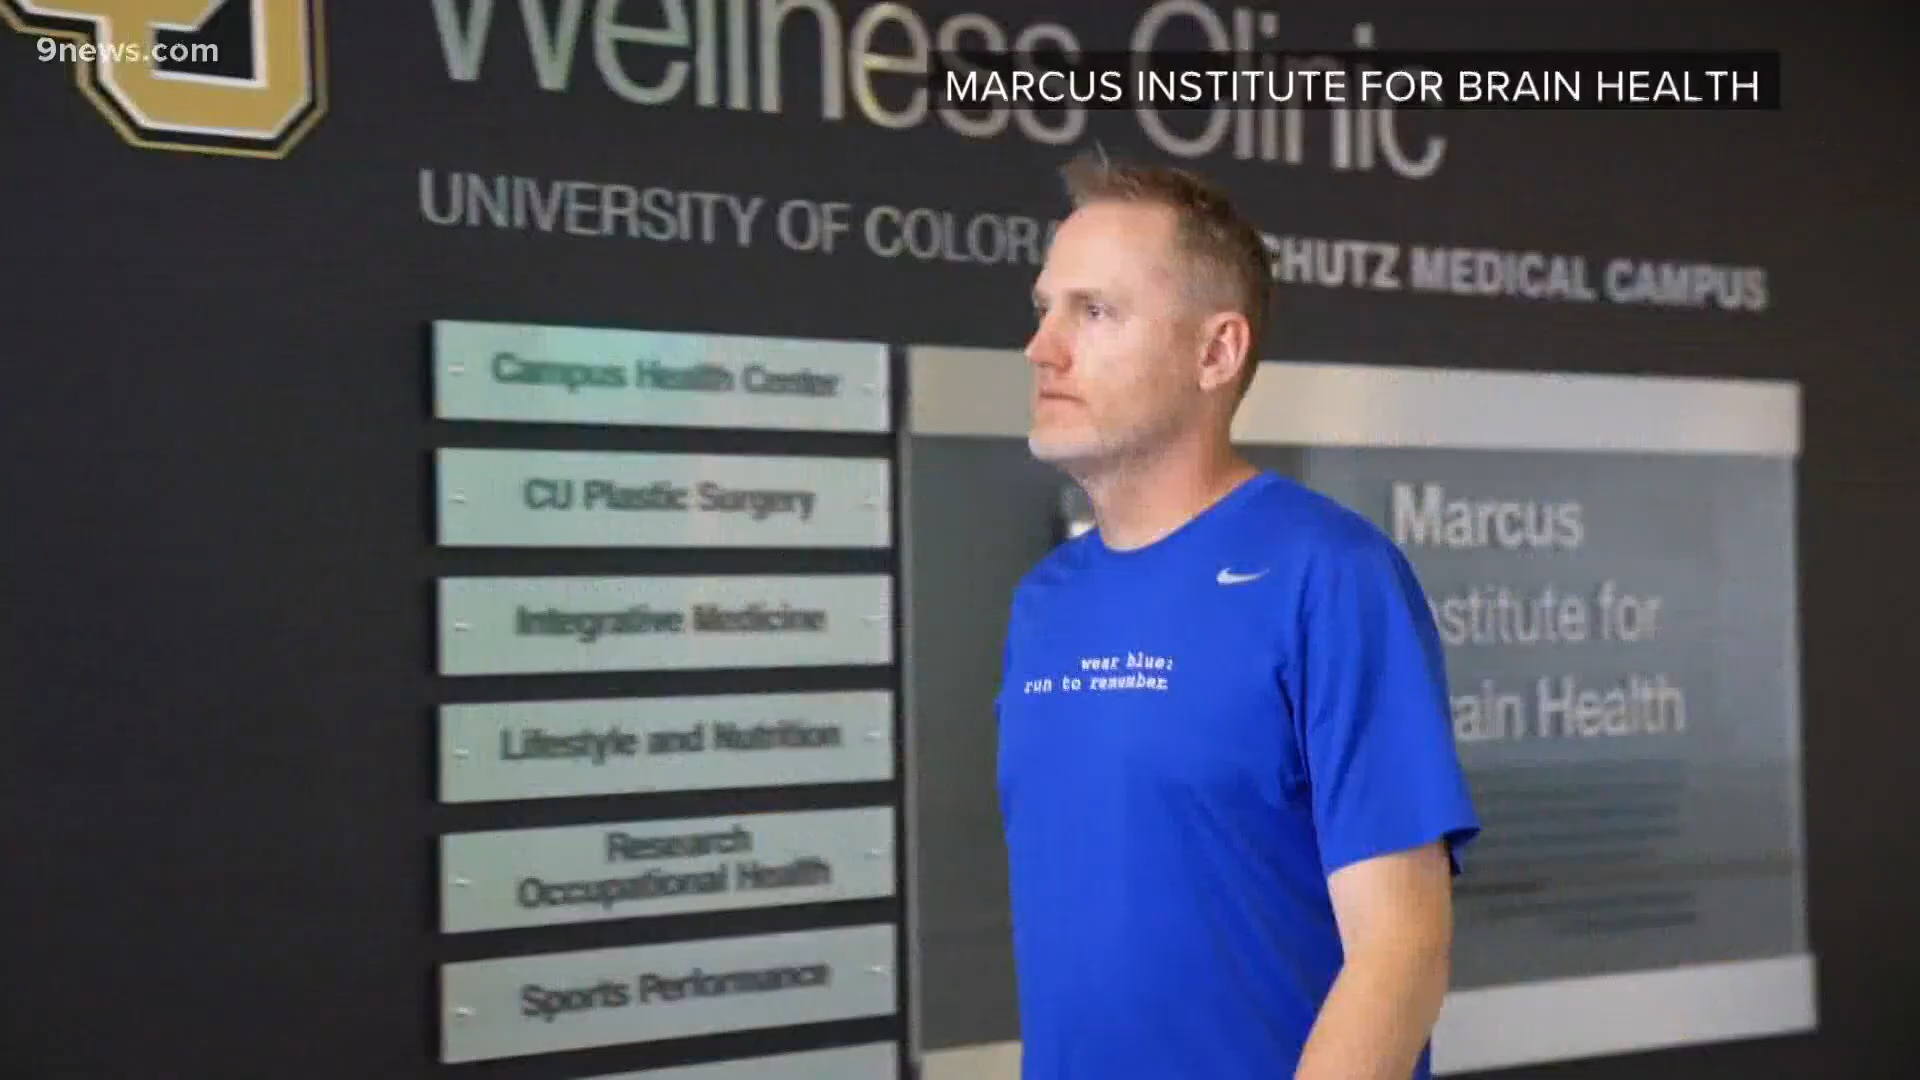 9news.com
Wellness Clinic
MARCUS INSTITUTE FOR BRAIN HEALTH
UNIVERSITY OF COLORA CHUTZ MEDICAL CAMPUS
Campus Health Center
CU Plastic Surgery
Integrative Medicine
Lifestyle and Nutrition
Research
Occupational Health
Sports Performance
Marcus
stitute for
ain Health
wear blue:
run to remember